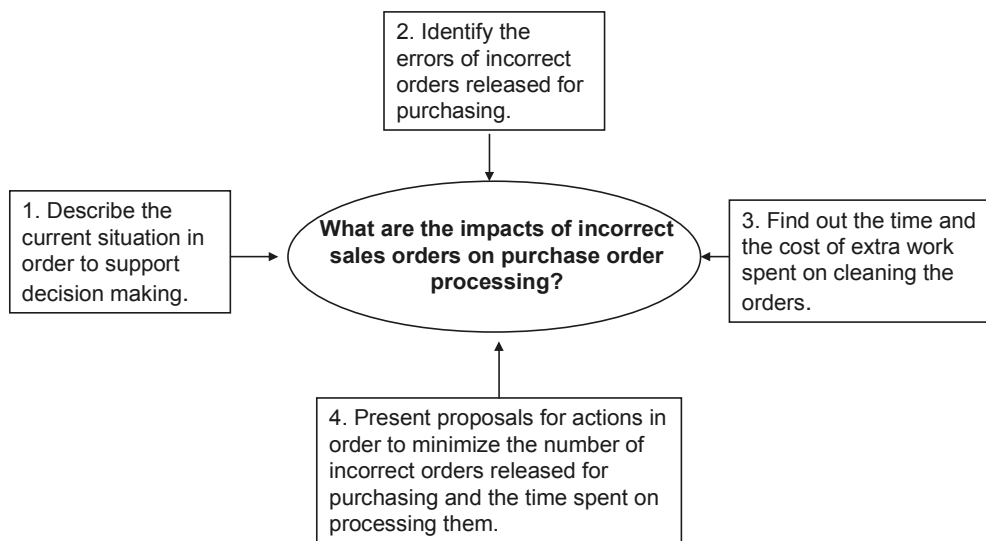 2. Identify the
errors of incorrect
orders released for
purchasing.
1. Describe the
current situation in
order to support
decision making.
What are the impacts of incorrect
sales orders on purchase order
processing?
3. Find out the time and
the cost of extra work
spent on cleaning the
orders.
4. Present proposals for actions in
order to minimize the number of
incorrect orders released for
purchasing and the time spent on
processing them.